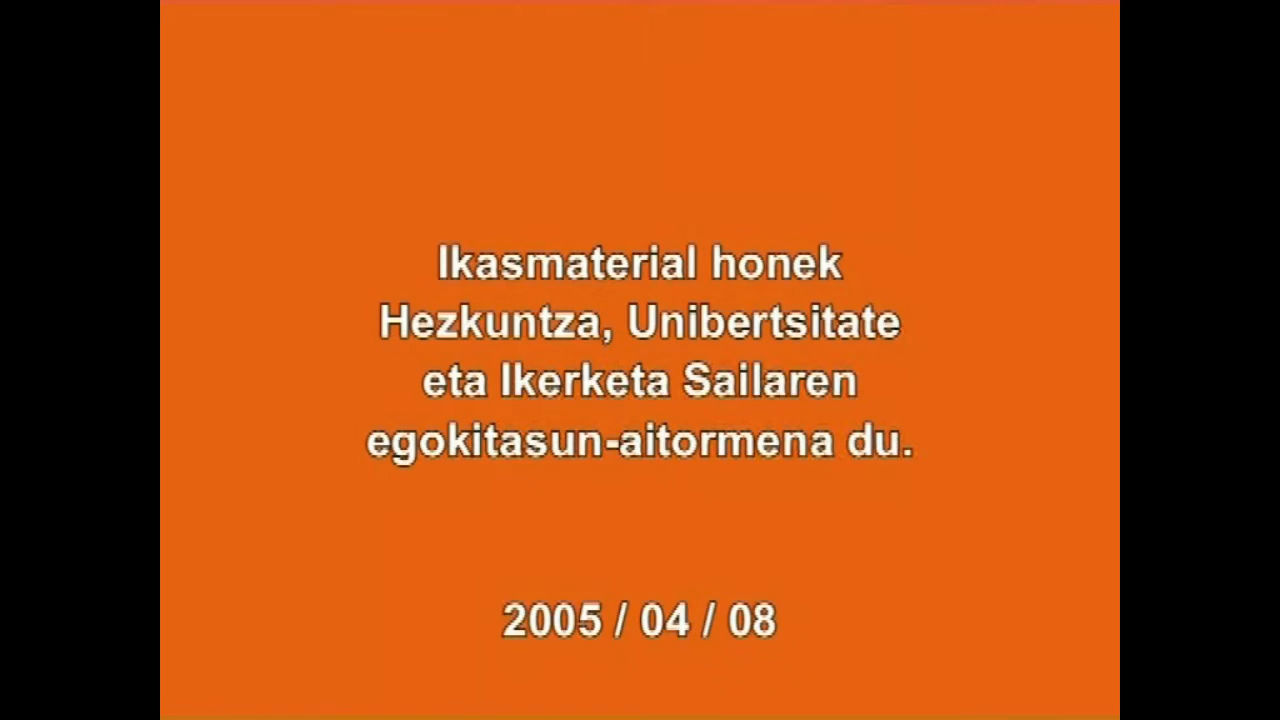 Ikasmaterial honek
Hezkuntza, Unibertsitate
eta Ikerketa Sailaren
egokitasun-aitormena du.
2005 / 04 / 08